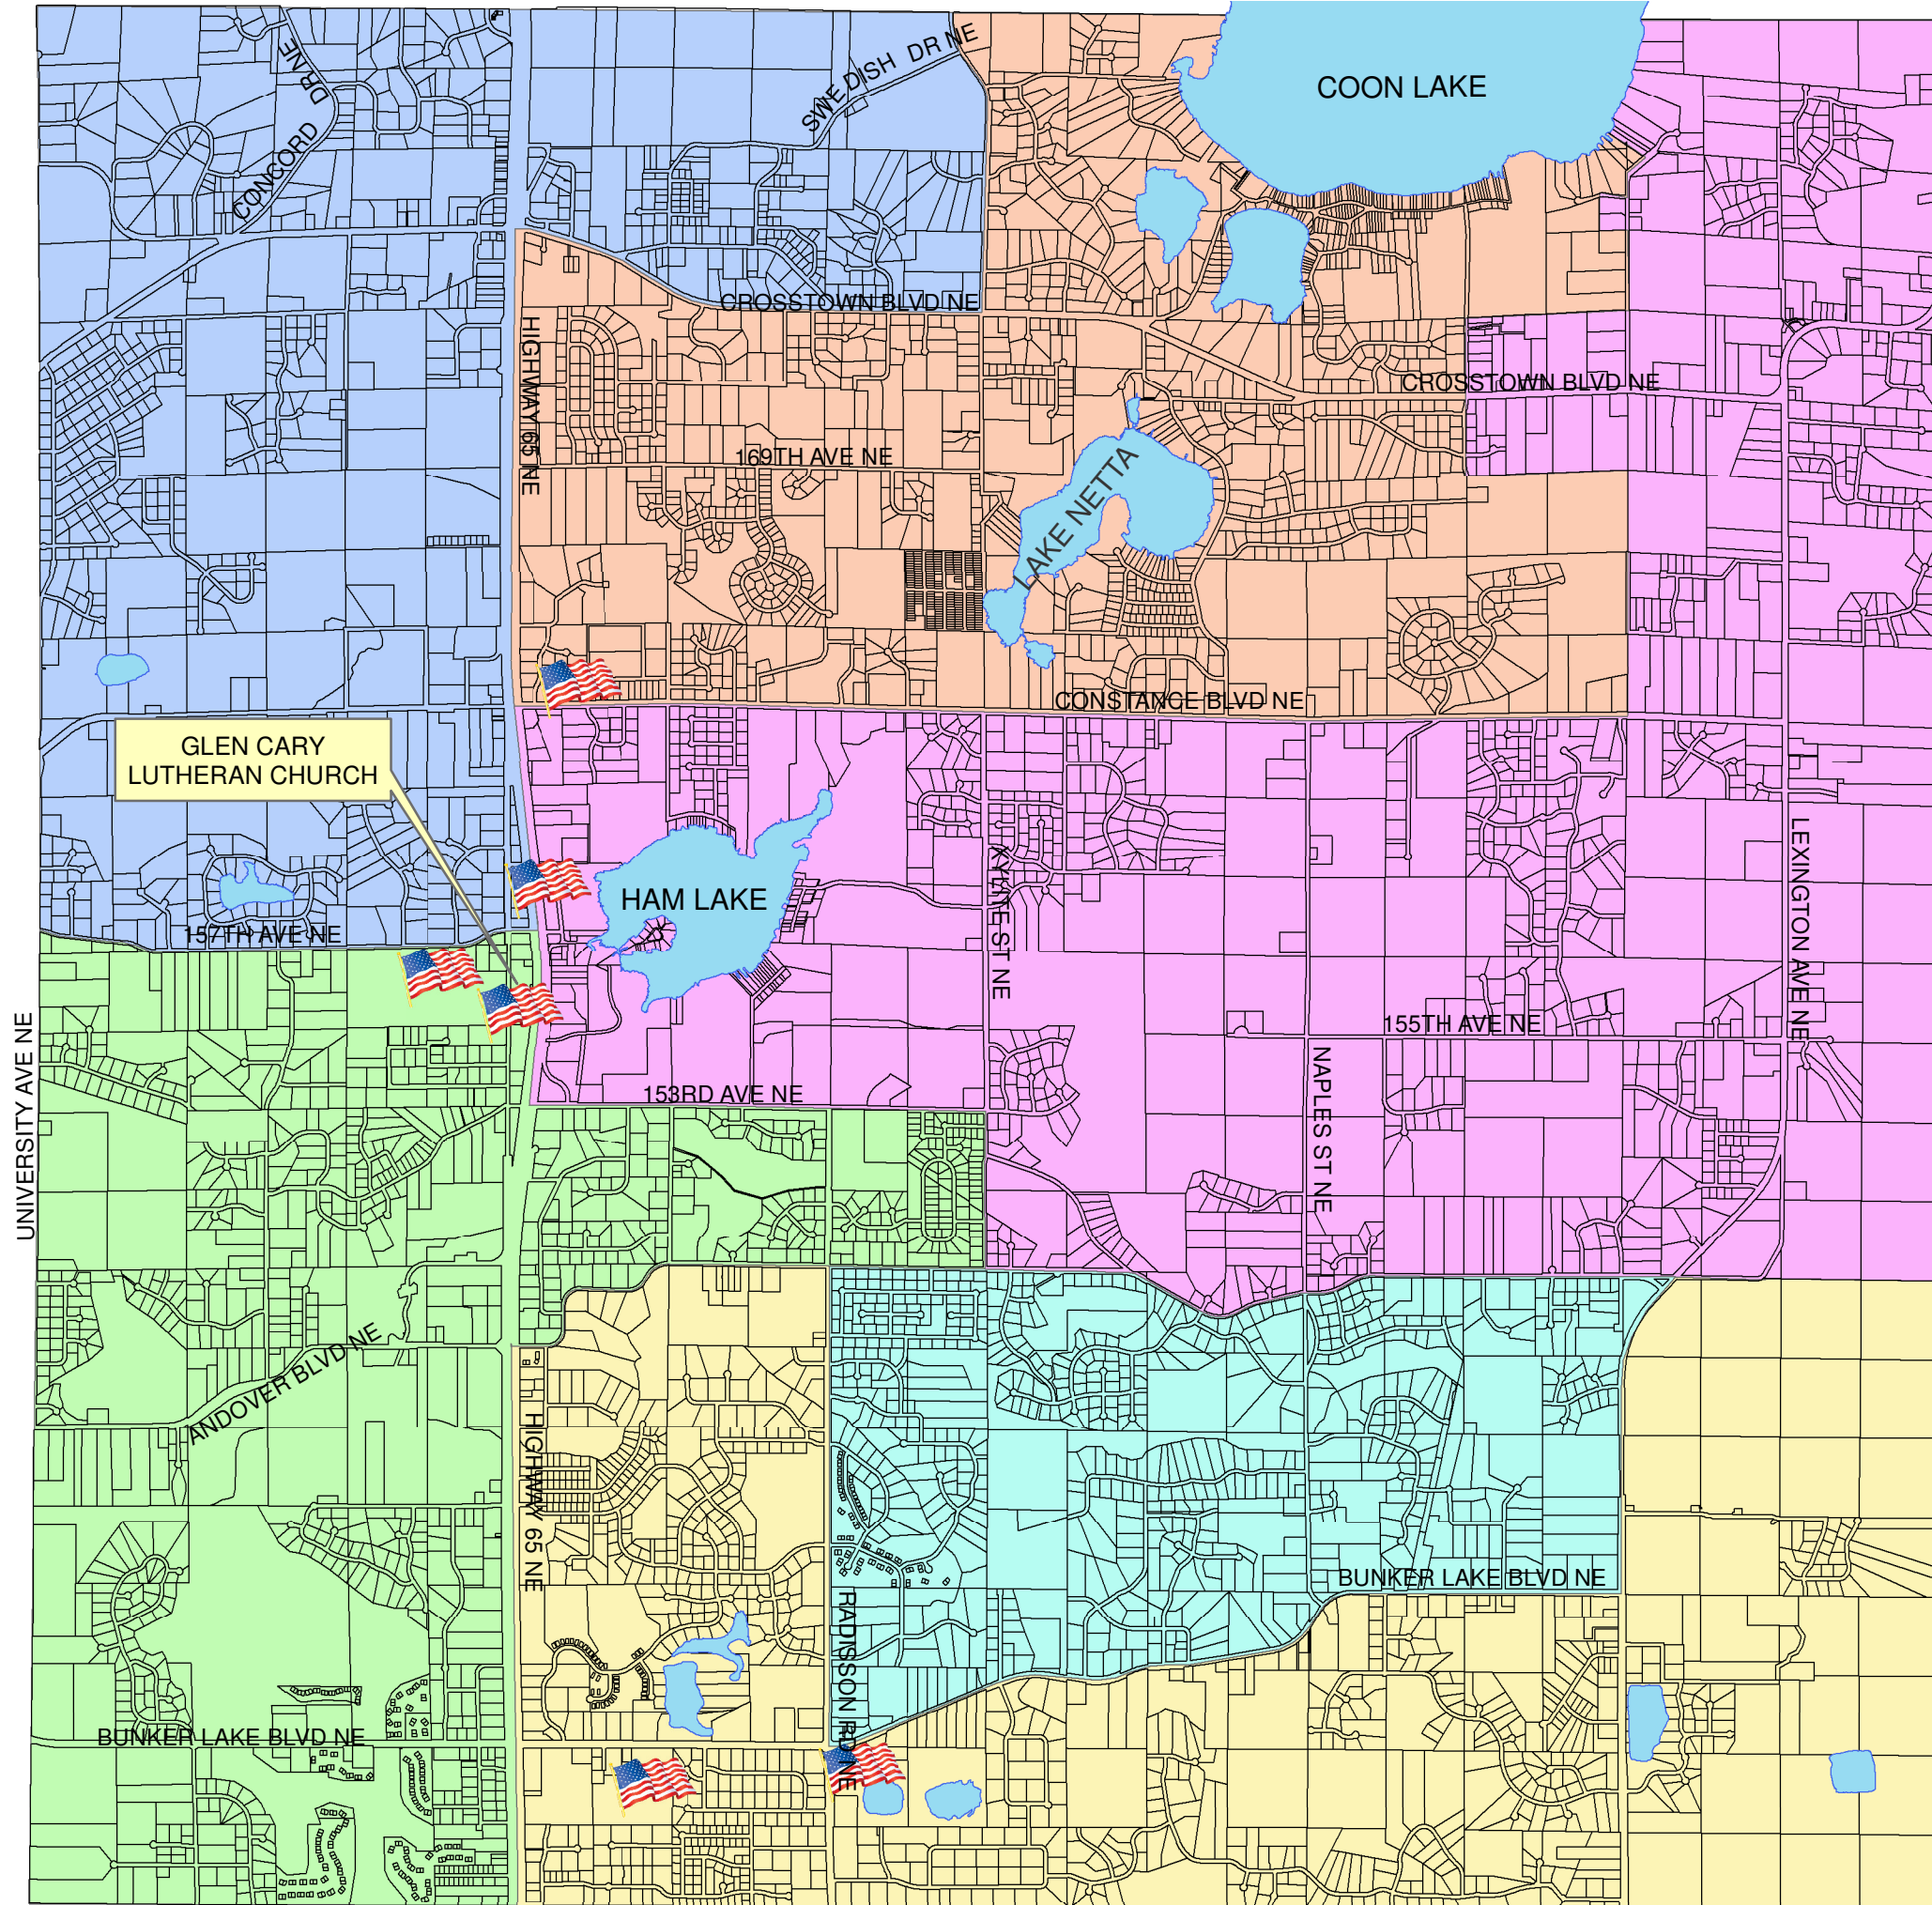 CONCORD DR NE
SWEDISH DR NE
COON LAKE
CROSSTOWN BLVD NE
HIGHWAY 65 NE
CROSSTOWN BLVD NE
169TH AVE NE
LAKE NETTA
CONSTANCE BLVD NE
GLEN CARY
LUTHERAN CHURCH
HAM LAKE
XYLITE ST NE
LEXINGTON AVE NE
157TH AVE NE
UNIVERSITY AVE NE
155TH AVE NE
NAPLES ST NE
153RD AVE NE
ANDOVER BLVD NE
HIGHWAY 65 NE
BUNKER LAKE BLVD NE
RADISSON RD NE
BUNKER LAKE BLVD NE